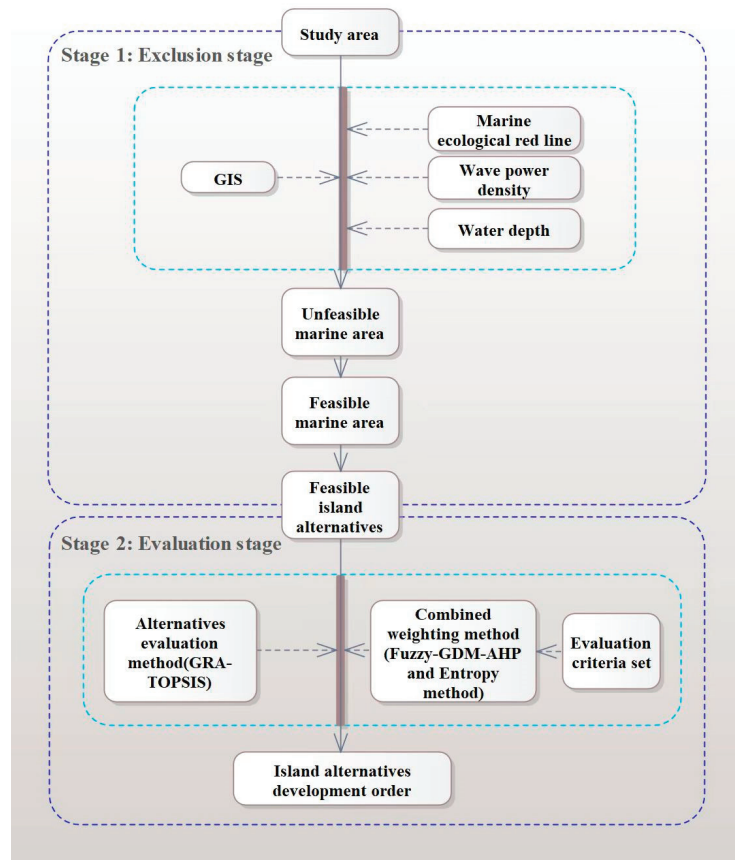 Study area
Stage 1: Exclusion stage
Marine
ecological red line
GIS
Wave power
density
Water depth
Unfeasible
marine area
Feasible
marine area
Feasible
island
alternatives
Stage 2: Evaluation stage
Alternatives
evaluation
method(GRA-
TOPSIS)
Combined
weighting method
(Fuzzy-GDM-AHP
and Entropy
method)
Evaluation
criteria set
Island alternatives
development order